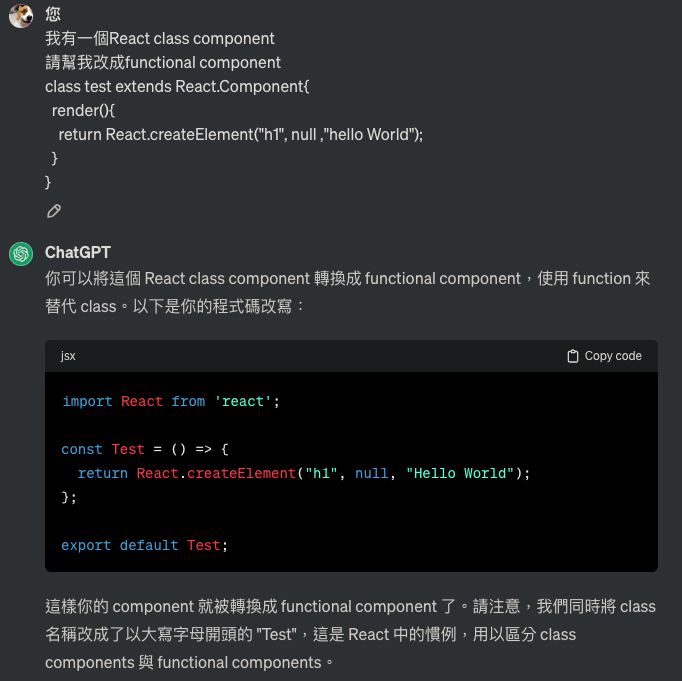 您
我有一個React class component
請幫我改成functional component
class test extends React.Component{
render(){
return React.createElement("h1", null ,"hello World");
}
}
ChatGPT
你可以將這個 React class component 轉換成 functional component，使用 function 來
替代 class。以下是你的程式碼改寫：
jsx
Copy code
import React from 'react';
const Test = () => {
return React.createElement("h1", null, "Hello World");
};
export default Test;
這樣你的 component 就被轉換成 functional component 了。請注意，我們同時將 class
名稱改成了以大寫字母開頭的 "Test"，這是 React 中的慣例，用以區分 class
components 與 functional components。